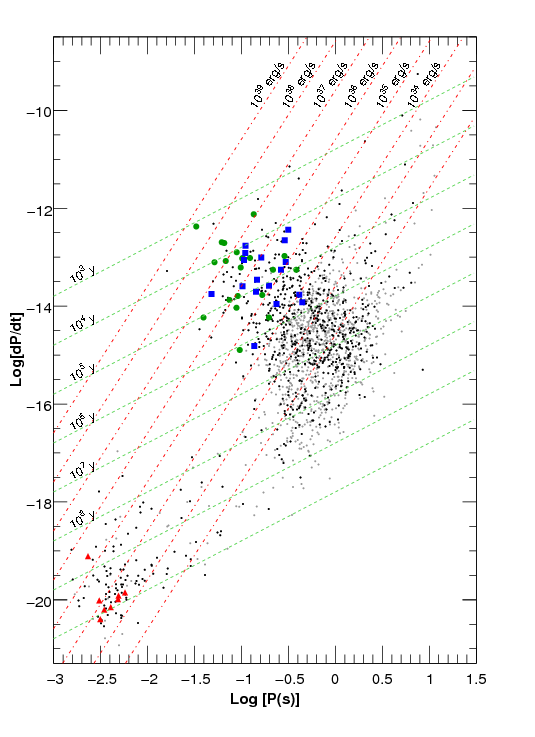 10³⁹ erg/s
10³⁸ erg/s
10³⁷ erg/s
10³⁶ erg/s
10³⁵ erg/s
10³⁴ erg/s
−10
−12
−14
−16
−18
−20
Log[dP/dt]
10³ y
10⁴ y
10⁵ y
10⁶ y
10⁷ y
10⁸ y
−3 −2.5 −2 −1.5 −1 −0.5 0 0.5 1 1.5
Log [P(s)]